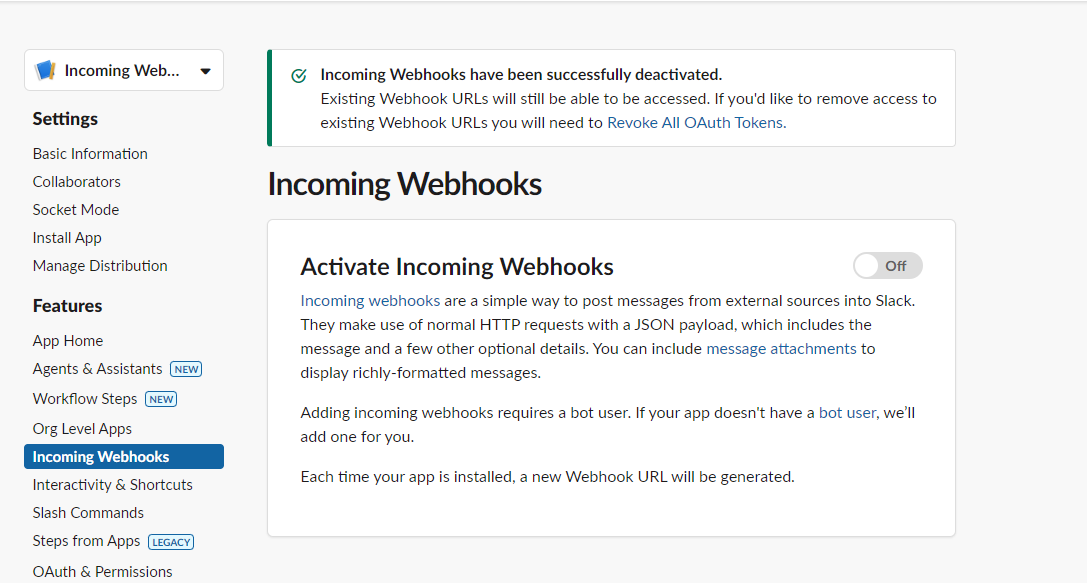 Incoming Web...
Settings
Basic Information
Collaborators
Socket Mode
Install App
Manage Distribution
Features
App Home
Agents & Assistants NEW
Workflow Steps NEW
Org Level Apps
Incoming Webhooks
Interactivity & Shortcuts
Slash Commands
Steps from Apps LEGACY
OAuth & Permissions
Incoming Webhooks have been successfully deactivated.
Existing Webhook URLs will still be able to be accessed. If you'd like to remove access to
existing Webhook URLs you will need to Revoke All OAuth Tokens.
Incoming Webhooks
Activate Incoming Webhooks
Off
Incoming webhooks are a simple way to post messages from external sources into Slack.
They make use of normal HTTP requests with a JSON payload, which includes the
message and a few other optional details. You can include message attachments to
display richly-formatted messages.
Adding incoming webhooks requires a bot user. If your app doesn't have a bot user, we’ll
add one for you.
Each time your app is installed, a new Webhook URL will be generated.